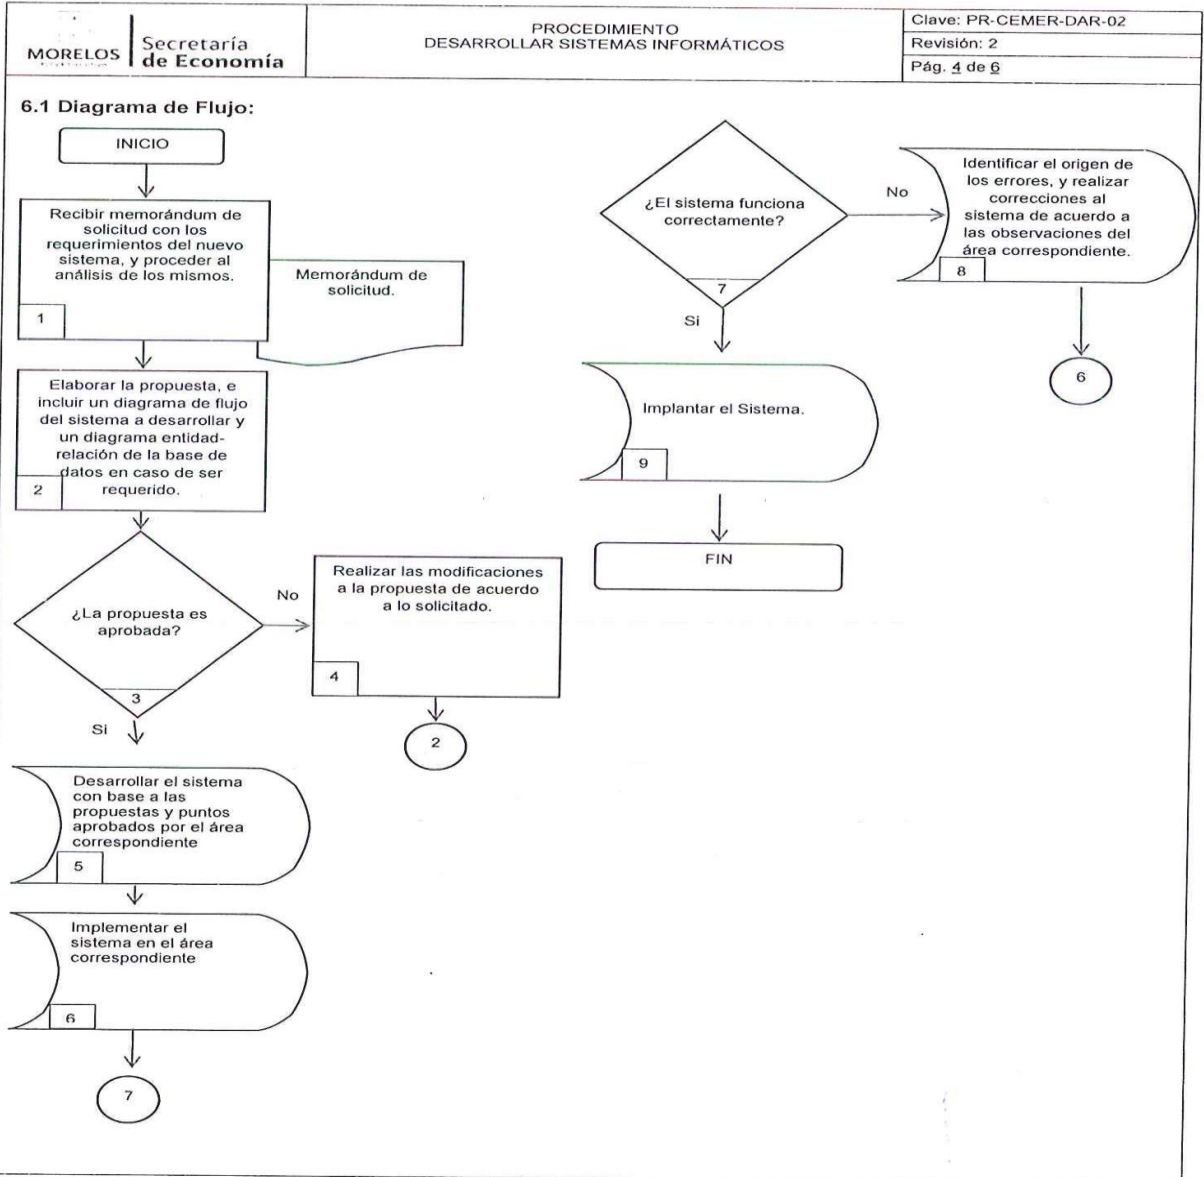 MORELOS
Secretaría
de Economía
PROCEDIMIENTO
DESARROLLAR SISTEMAS INFORMÁTICOS
Clave: PR-CEMER-DAR-02
Revisión: 2
Pág. 4 de 6
6.1 Diagrama de Flujo:
INICIO
Recibir memorándum de
solicitud con los
requerimientos del nuevo
sistema, y proceder al
análisis de los mismos.
1
Memorándum de
solicitud.
Elaborar la propuesta, e
incluir un diagrama de flujo
del sistema a desarrollar y
un diagrama entidad-
relación de la base de
datos en caso de ser
requerido.
2
¿La propuesta es
aprobada?
3
No
Si
Realizar las modificaciones
a la propuesta de acuerdo
a lo solicitado.
4
2
Desarrollar el sistema
con base a las
propuestas y puntos
aprobados por el área
correspondiente
5
Implementar el
sistema en el área
correspondiente
6
7
¿El sistema funciona
correctamente?
7
No
Si
Identificar el origen de
los errores, y realizar
correcciones al
sistema de acuerdo a
las observaciones del
área correspondiente.
8
6
Implantar el Sistema.
9
FIN